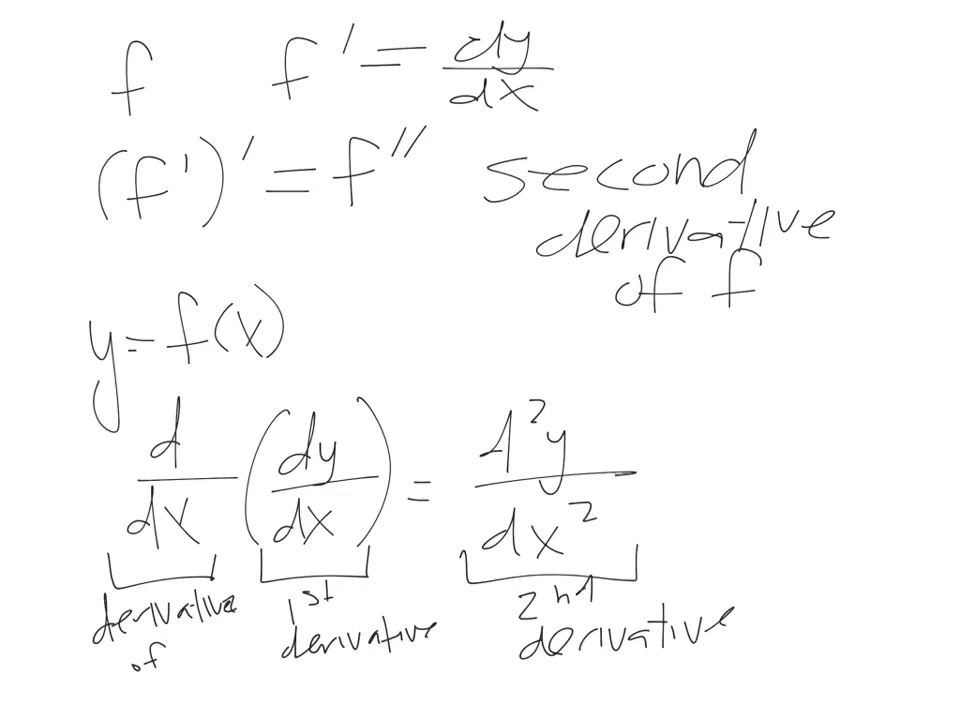 f f' = dy/dx
(f')' = f'' second
derivative
of f
y = f(x)
d/dx (dy/dx) = d²y/dx²
derivative 1st 2nd
of derivative derivative